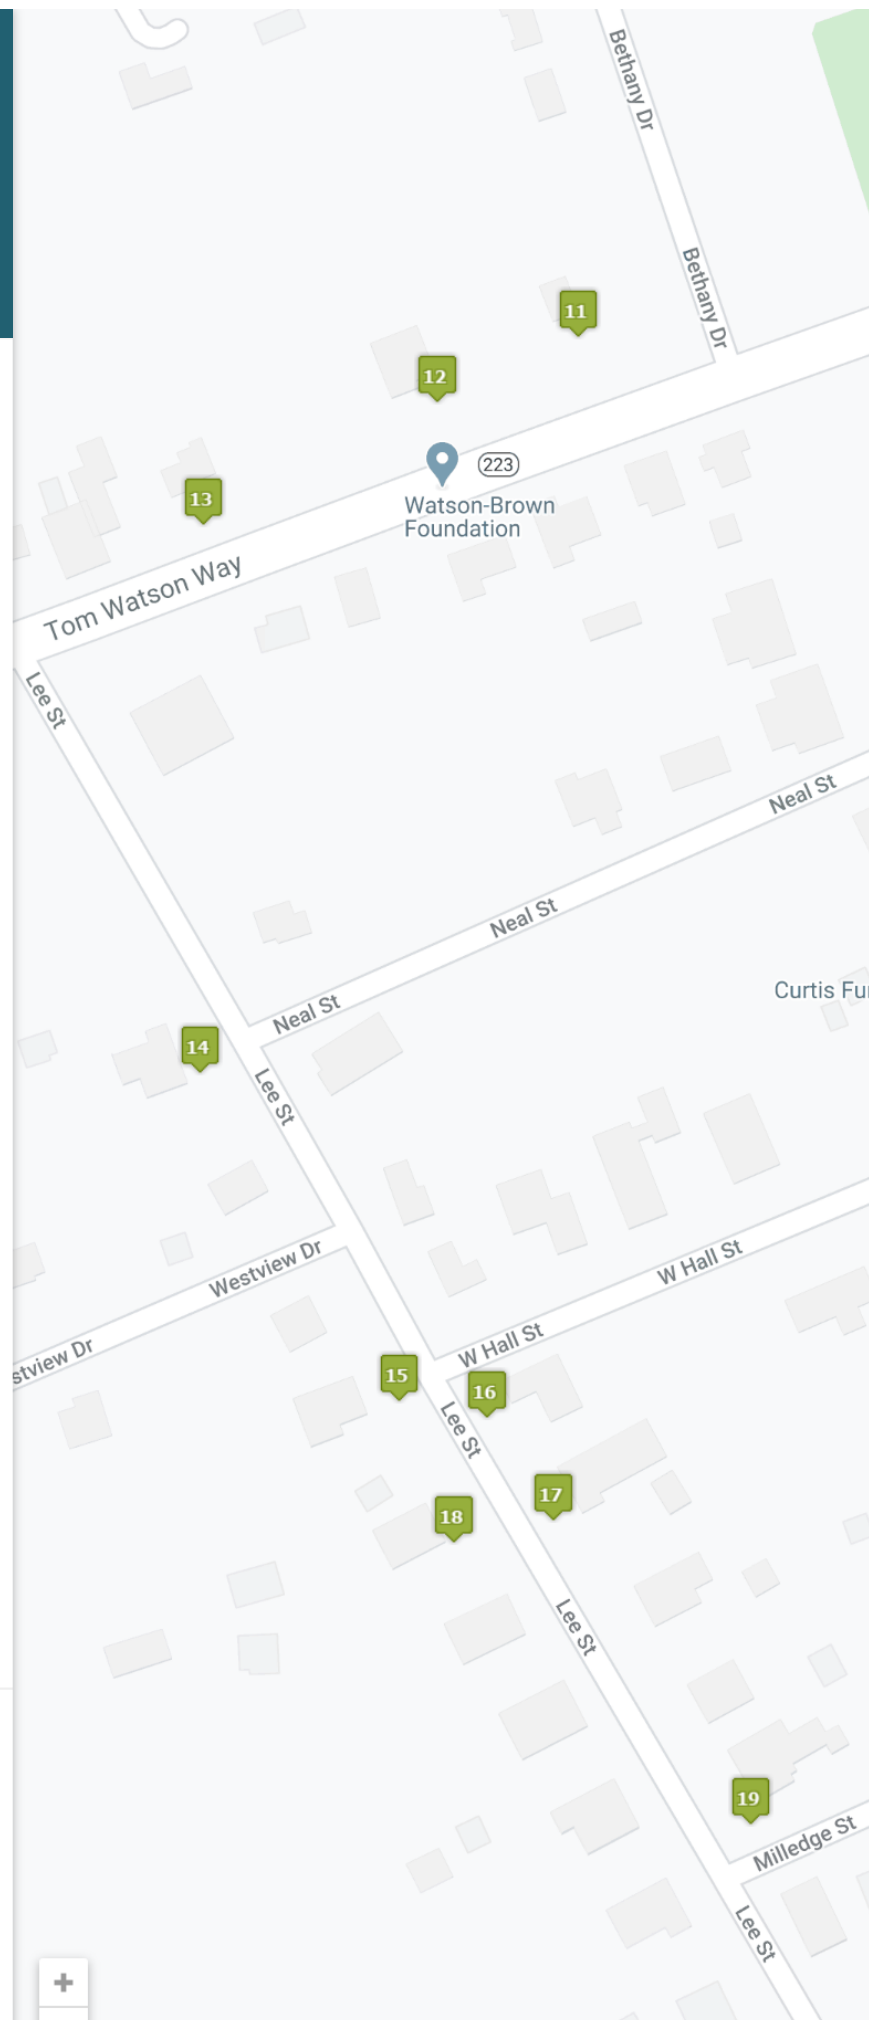 Bethany Dr
Bethany Dr
11
12
223
13
Watson-Brown
Foundation
Tom Watson Way
Lee St
Neal St
Neal St
Curtis Fu
Neal St
14
Lee St
W Hall St
Westview Dr
W Hall St
stview Dr
15
16
Lee St
17
18
Lee St
19
Milledge St
Lee St
+